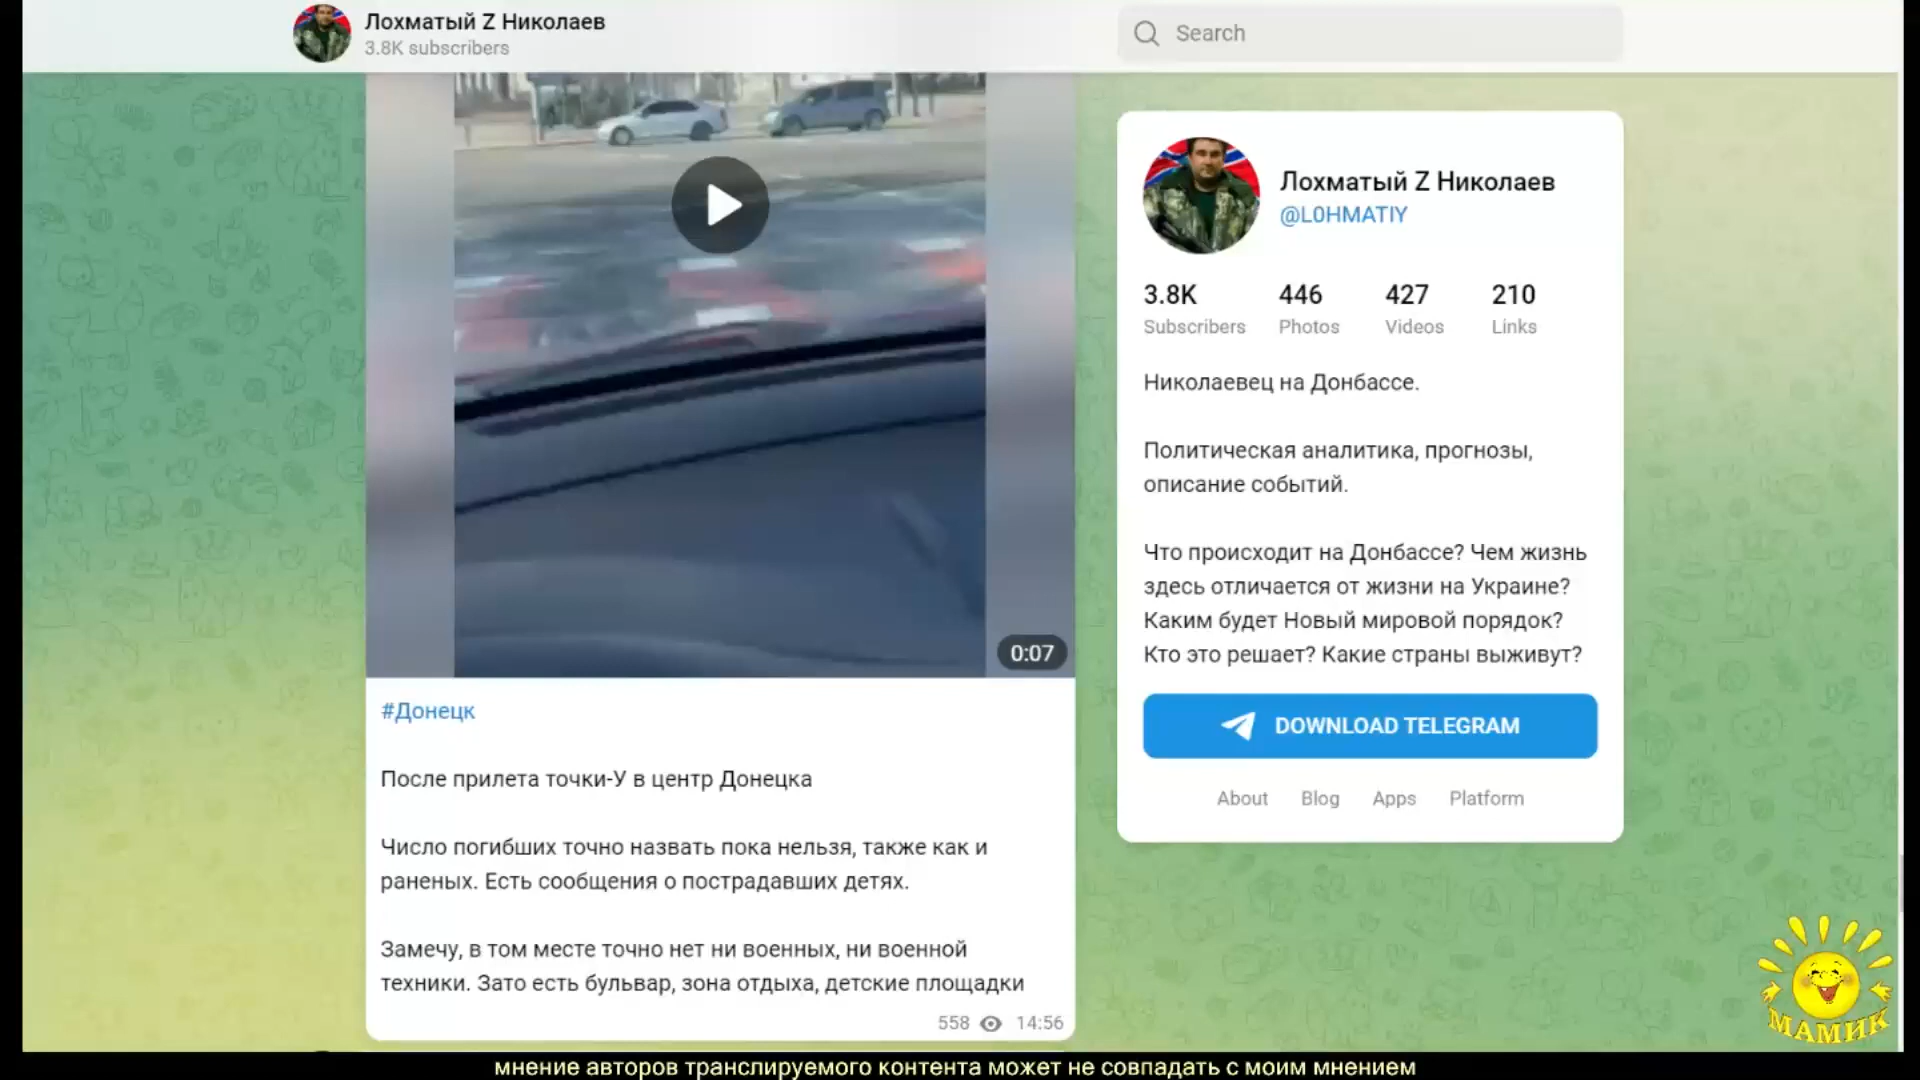 Лохматый Z Николаев
3.8K subscribers
Search
0:07
#Донецк
После прилета точки-У в центр Донецка
Число погибших точно назвать пока нельзя, также как и
раненых. Есть сообщения о пострадавших детях.
Замечу, в том месте точно нет ни военных, ни военной
техники. Зато есть бульвар, зона отдыха, детские площадки
558 14:56
Лохматый Z Николаев
@L0HMATIY
3.8K 446 427 210
Subscribers Photos Videos Links
Николаевец на Донбассе.
Политическая аналитика, прогнозы,
описание событий.
Что происходит на Донбассе? Чем жизнь
здесь отличается от жизни на Украине?
Каким будет Новый мировой порядок?
Кто это решает? Какие страны выживут?
DOWNLOAD TELEGRAM
About Blog Apps Platform
МАМИК
мнение авторов транслируемого контента может не совпадать с моим мнением